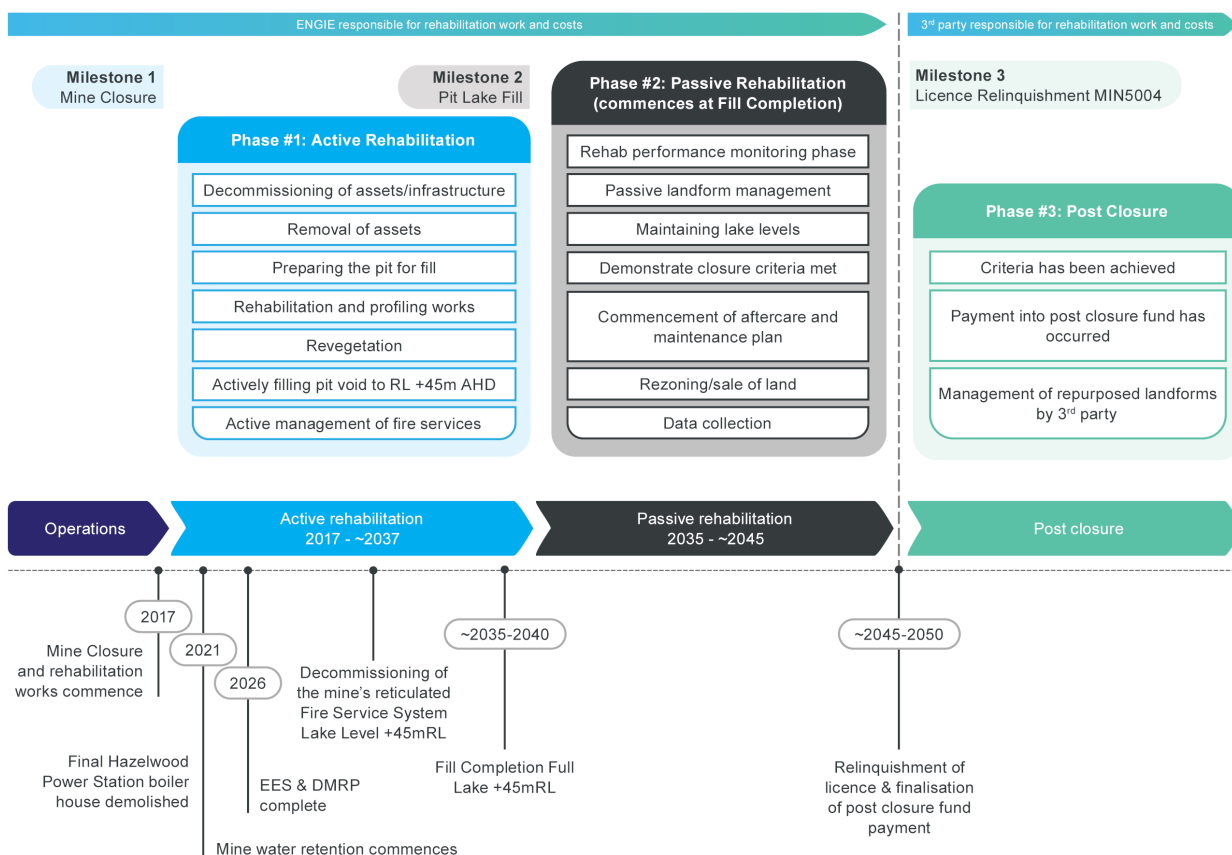 ENGIE responsible for rehabilitation work and costs
3rd party responsible for rehabilitation work and costs
Milestone 1
Mine Closure
Milestone 2
Pit Lake Fill
Phase #1: Active Rehabilitation
Decommissioning of assets/infrastructure
Removal of assets
Preparing the pit for fill
Rehabilitation and profiling works
Revegetation
Actively filling pit void to RL +45m AHD
Active management of fire services
Phase #2: Passive Rehabilitation
(commences at Fill Completion)
Rehab performance monitoring phase
Passive landform management
Maintaining lake levels
Demonstrate closure criteria met
Commencement of aftercare and
maintenance plan
Rezoning/sale of land
Data collection
Milestone 3
Licence Relinquishment MIN5004
Phase #3: Post Closure
Criteria has been achieved
Payment into post closure fund has
occurred
Management of repurposed landforms
by 3rd party
Operations
Active rehabilitation
2017 - ~2037
Passive rehabilitation
2035 - ~2045
Post closure
2017
Mine Closure
and rehabilitation
works commence
2021
Final Hazelwood
Power Station boiler
house demolished
Mine water retention commences
2026
EES & DMRP
complete
Decommissioning of
the mine’s reticulated
Fire Service System
Lake Level +45mRL
~2035-2040
Fill Completion Full
Lake +45mRL
~2045-2050
Relinquishment of
licence & finalisation
of post closure fund
payment